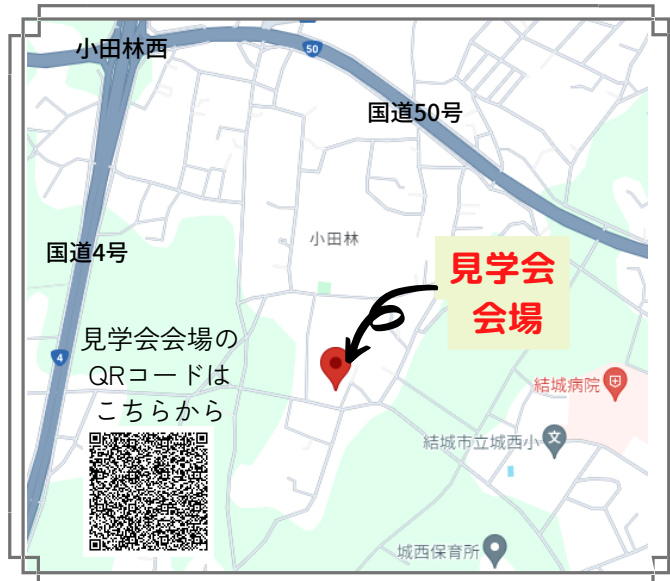 小田林西
50
国道50号
小田林
国道4号
見学会
会場
4
見学会会場の
QRコードは
こちらから
結城病院
結城市立城西小
文
城西保育所